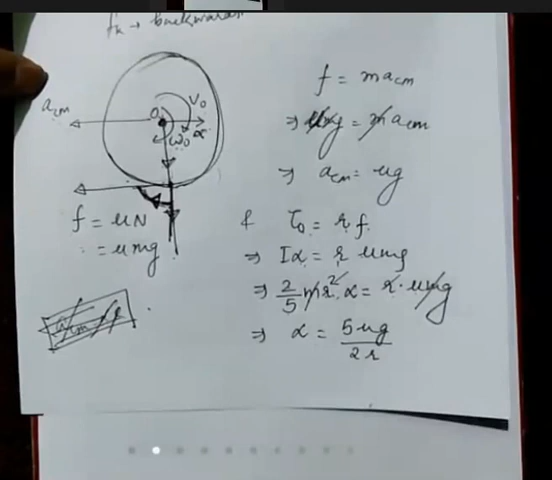 fk → backward
acm
O
V0
ω0
α
f = μN
= μmg
f = macm
⇒ μmg = macm
⇒ acm = μg
& τ0 = r f
⇒ Iα = r μmg
⇒ 2/5 mr² α = r · μmg
⇒ α = 5μg / 2r